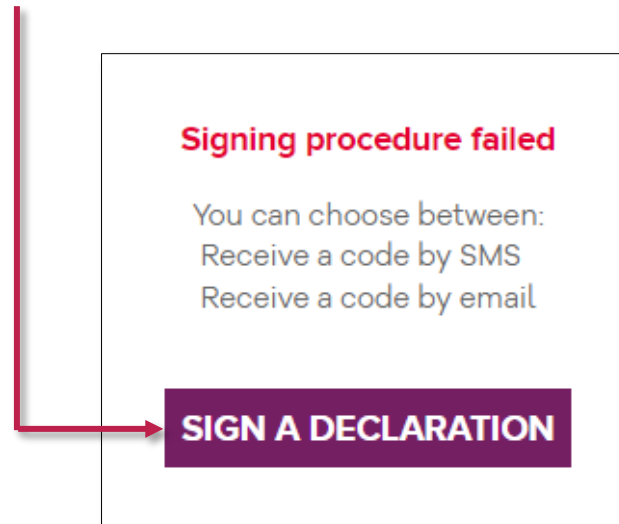 Signing procedure failed
You can choose between:
Receive a code by SMS
Receive a code by email
SIGN A DECLARATION